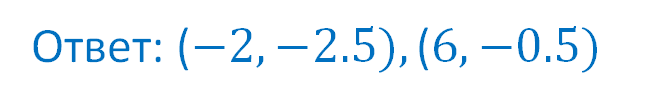 Ответ: (−2, −2.5), (6, −0.5)